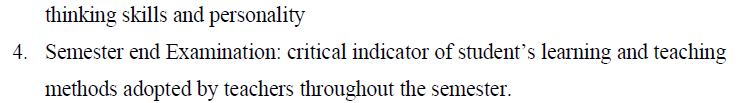 thinking skills and personality
4. Semester end Examination: critical indicator of student's learning and teaching
methods adopted by teachers throughout the semester.